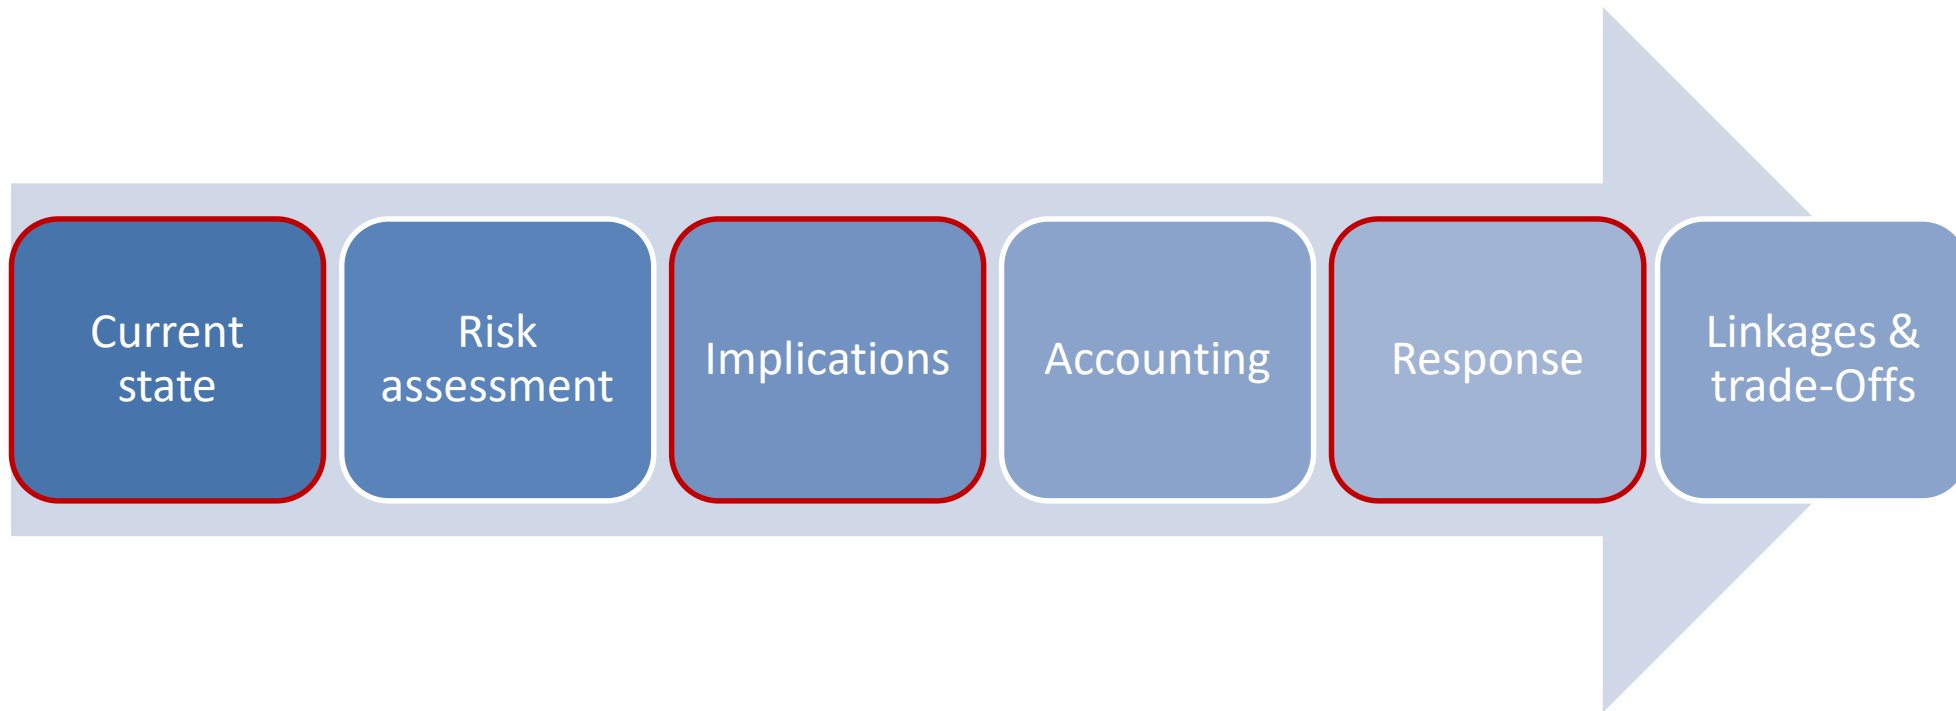 Current
state
Risk
assessment
Implications
Accounting
Response
Linkages &
trade-Offs